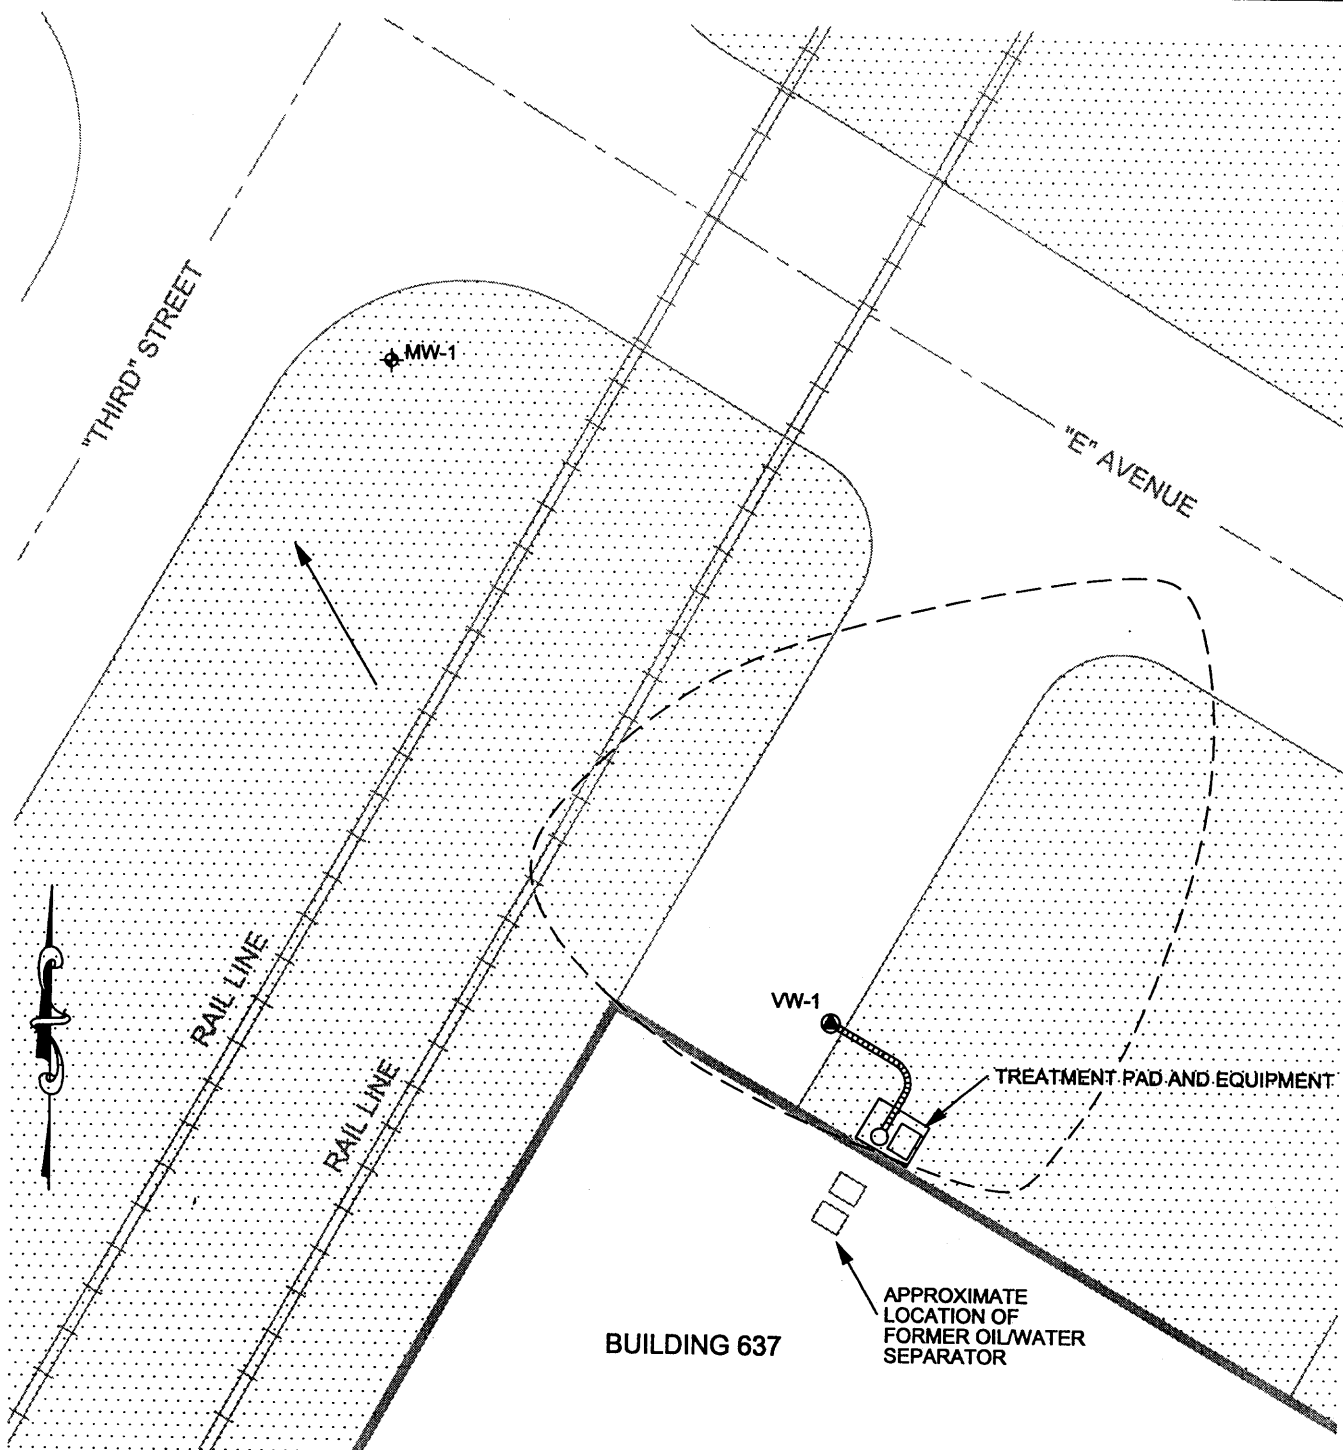 "THIRD" STREET
MW-1
"E" AVENUE
RAIL LINE
RAIL LINE
VW-1
TREATMENT PAD AND EQUIPMENT
APPROXIMATE
LOCATION OF
FORMER OIL/WATER
SEPARATOR
BUILDING 637